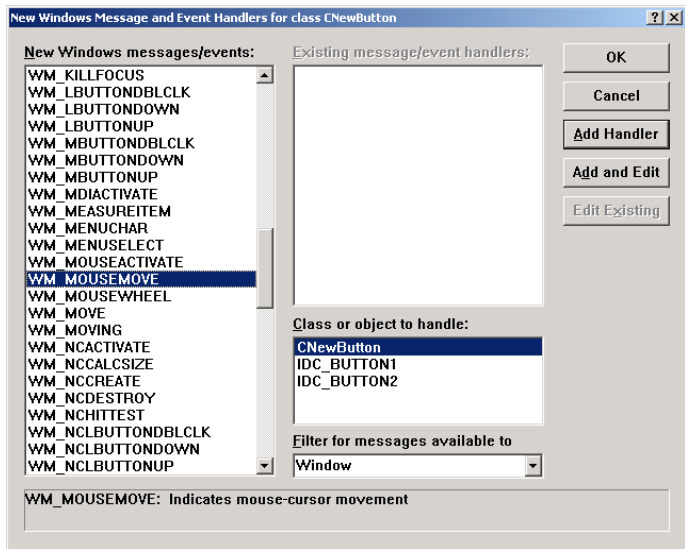 New Windows Message and Event Handlers for class CNewButton
New Windows messages/events:
WM_KILLFOCUS
WM_LBUTTONDBLCLK
WM_LBUTTONDOWN
WM_LBUTTONUP
WM_MBUTTONDBLCLK
WM_MBUTTONDOWN
WM_MBUTTONUP
WM_MDIACTIVATE
WM_MEASUREITEM
WM_MENUCHAR
WM_MENUSELECT
WM_MOUSEACTIVATE
WM_MOUSEMOVE
WM_MOUSEWHEEL
WM_MOVE
WM_MOVING
WM_NCACTIVATE
WM_NCCALCSIZE
WM_NCCREATE
WM_NCDESTROY
WM_NCHITTEST
WM_NCLBUTTONDBLCLK
WM_NCLBUTTONDOWN
WM_NCLBUTTONUP
Existing message/event handlers:
Class or object to handle:
CNewButton
IDC_BUTTON1
IDC_BUTTON2
Filter for messages available to
Window
OK
Cancel
Add Handler
Add and Edit
Edit Existing
WM_MOUSEMOVE: Indicates mouse-cursor movement